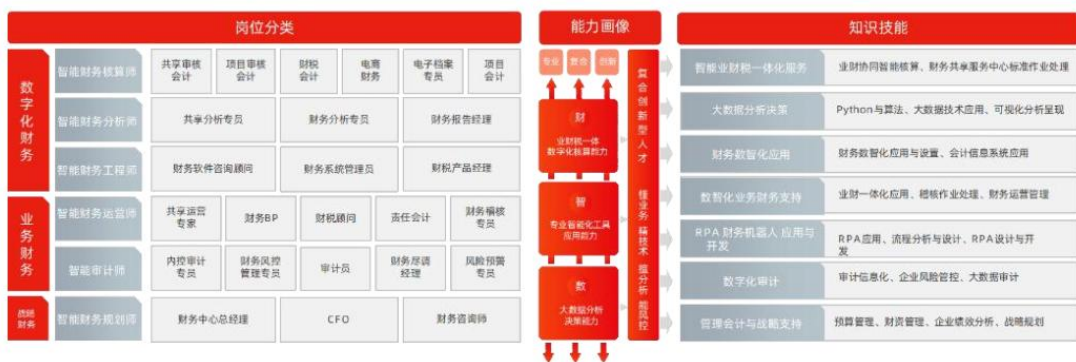 岗位分类
能力画像
知识技能
数字化财务
智能财务核算师
共享审核
会计
项目审核
会计
财税
会计
电商
财务
电子档案
专员
项目
会计
智能财务分析师
共享分析专员
财务分析专员
财务报告经理
智能财务工程师
财务软件咨询顾问
财务系统管理员
财税产品经理
业务财务
智能财务运营师
共享运营
专家
财务BP
财税顾问
责任会计
财务稽核
专员
智能审计师
内控审计
专员
财务风控
管理专员
审计员
财务尽调
经理
风险预警
专员
战略
财务
智能财务规划师
财务中心总经理
CFO
财务咨询师
专业
复合
创新
财
业财税一体
数字化核算能力
智
专业智能化工具
应用能力
数
大数据分析
决策能力
复合创新型人才
懂业务
精技术
擅分析
能风控
智能业财税一体化服务
业财协同智能核算、财务共享服务中心标准作业处理
大数据分析决策
Python与算法、大数据技术应用、可视化分析呈现
财务数智化应用
财务数智化应用与设置、会计信息系统应用
数智化业务财务支持
业财一体化应用、稽核作业处理、财务运营管理
RPA 财务机器人 应用与
开发
RPA应用、流程分析与设计、RPA设计与开
发
数字化审计
审计信息化、企业风险管控、大数据审计
管理会计与战略支持
预算管理、财资管理、企业绩效分析、战略规划